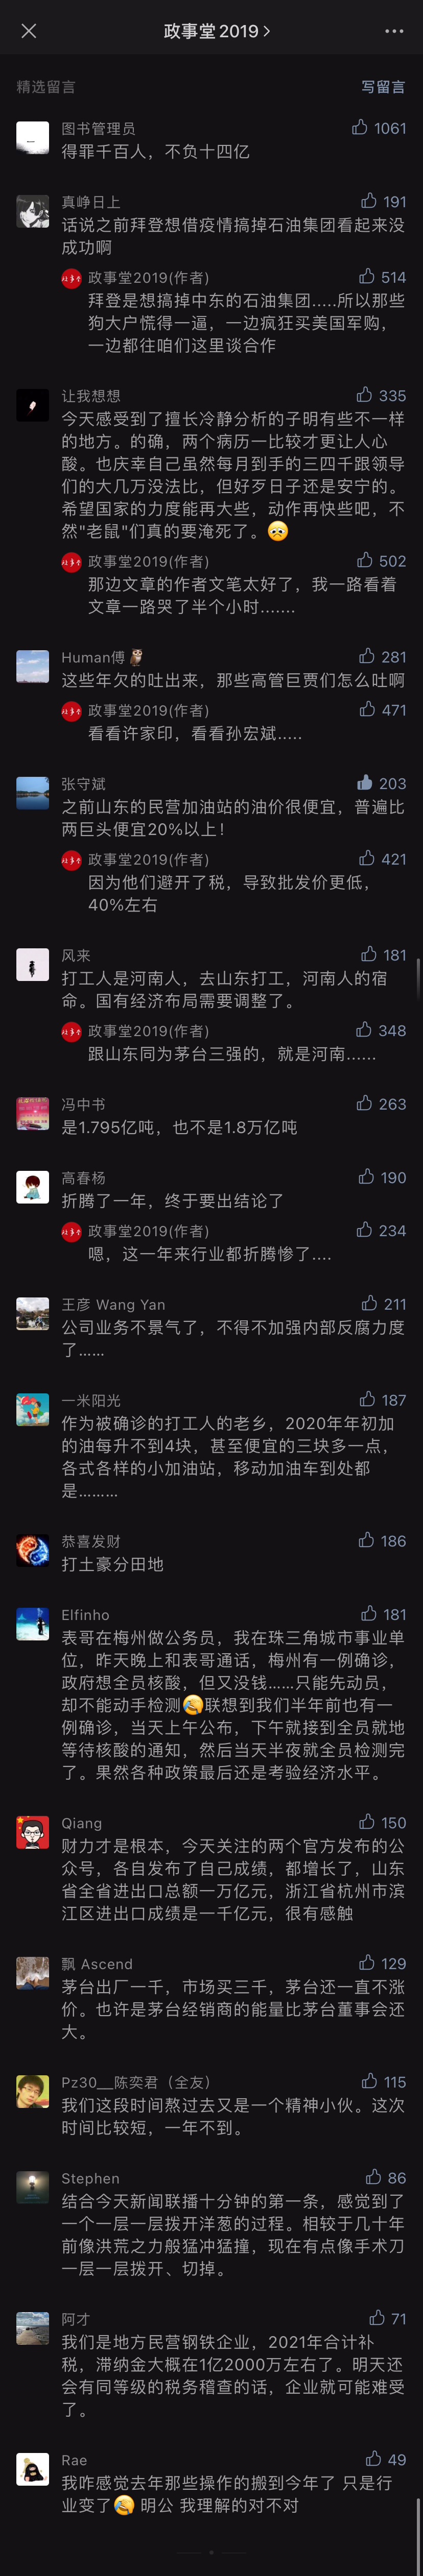 政事堂2019
精选留言
写留言
图书管理员
1061
得罪千百人，不负十四亿
真峥日上
191
话说之前拜登想借疫情搞掉石油集团看起来没
成功啊
政事堂2019(作者)
514
拜登是想搞掉中东的石油集团.....所以那些
狗大户慌得一逼，一边疯狂买美国军购，
一边都往咱们这里谈合作
让我想想
335
今天感受到了擅长冷静分析的子明有些不一样
的地方。的确，两个病历一比较才更让人心
酸。也庆幸自己虽然每月到手的三四千跟领导
们的大几万没法比，但好歹日子还是安宁的。
希望国家的力度能再大些，动作再快些吧，不
然"老鼠"们真的要淹死了。
政事堂2019(作者)
502
那边文章的作者文笔太好了，我一路看着
文章一路哭了半个小时.......
Human傅
281
这些年欠的吐出来，那些高管巨贾们怎么吐啊
政事堂2019(作者)
471
看看许家印，看看孙宏斌.....
张守斌
203
之前山东的民营加油站的油价很便宜，普遍比
两巨头便宜20%以上！
政事堂2019(作者)
421
因为他们避开了税，导致批发价更低，
40%左右
风来
181
打工人是河南人，去山东打工，河南人的宿
命。国有经济布局需要调整了。
政事堂2019(作者)
348
跟山东同为茅台三强的，就是河南......
冯中书
263
是1.795亿吨，也不是1.8万亿吨
高春杨
190
折腾了一年，终于要出结论了
政事堂2019(作者)
234
嗯，这一年来行业都折腾惨了....
王彦 Wang Yan
211
公司业务不景气了，不得不加强内部反腐力度
了......
一米阳光
187
作为被确诊的打工人的老乡，2020年年初加
的油每升不到4块，甚至便宜的三块多一点，
各式各样的小加油站，移动加油车到处都
是.........
恭喜发财
186
打土豪分田地
Elfinho
181
表哥在梅州做公务员，我在珠三角城市事业单
位，昨天晚上和表哥通话，梅州有一例确诊，
政府想全员核酸，但又没钱......只能先动员，
却不能动手检测联想到我们半年前也有一
例确诊，当天上午公布，下午就接到全员就地
等待核酸的通知，然后当天半夜就全员检测完
了。果然各种政策最后还是考验经济水平。
Qiang
150
财力才是根本，今天关注的两个官方发布的公
众号，各自发布了自己成绩，都增长了，山东
省全省进出口总额一万亿元，浙江省杭州市滨
江区进出口成绩是一千亿元，很有感触
飘 Ascend
129
茅台出厂一千，市场买三千，茅台还一直不涨
价。也许是茅台经销商的能量比茅台董事会还
大。
Pz30__陈奕君（全友）
115
我们这段时间熬过去又是一个精神小伙。这次
时间比较短，一年不到。
Stephen
86
结合今天新闻联播十分钟的第一条，感觉到了
一个一层一层拨开洋葱的过程。相较于几十年
前像洪荒之力般猛冲猛撞，现在有点像手术刀
一层一层拨开、切掉。
阿才
71
我们是地方民营钢铁企业，2021年合计补
税，滞纳金大概在1亿2000万左右了。明天还
会有同等级的税务稽查的话，企业就可能难受
了。
Rae
49
我咋感觉去年那些操作的搬到今年了 只是行
业变了 明公 我理解的对不对